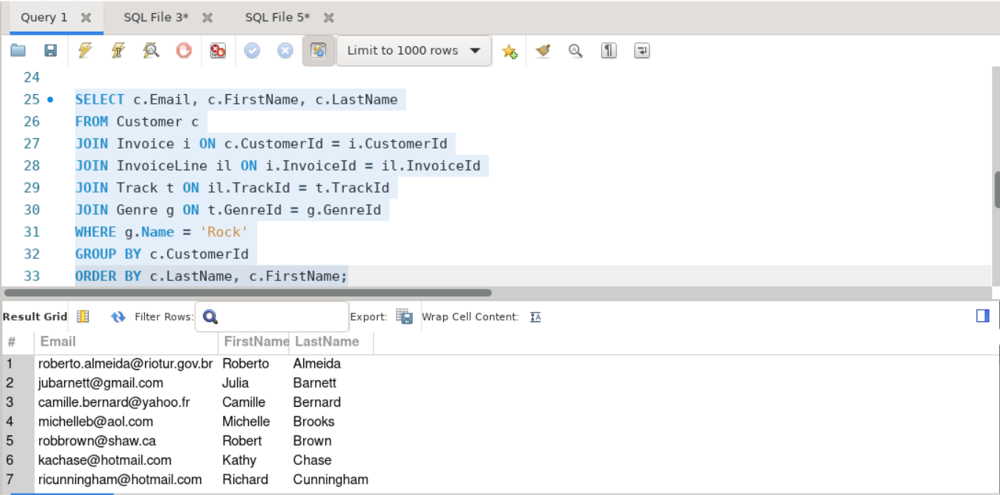 Query 1 SQL File 3* SQL File 5*
Limit to 1000 rows
24
25 SELECT c.Email, c.FirstName, c.LastName
26 FROM Customer c
27 JOIN Invoice i ON c.CustomerId = i.CustomerId
28 JOIN InvoiceLine il ON i.InvoiceId = il.InvoiceId
29 JOIN Track t ON il.TrackId = t.TrackId
30 JOIN Genre g ON t.GenreId = g.GenreId
31 WHERE g.Name = 'Rock'
32 GROUP BY c.CustomerId
33 ORDER BY c.LastName, c.FirstName;
Result Grid Filter Rows: Export: Wrap Cell Content: IA
# Email FirstName LastName
1 roberto.almeida@riotur.gov.br Roberto Almeida
2 jubarnett@gmail.com Julia Barnett
3 camille.bernard@yahoo.fr Camille Bernard
4 michelleb@aol.com Michelle Brooks
5 robbrown@shaw.ca Robert Brown
6 kachase@hotmail.com Kathy Chase
7 ricunningham@hotmail.com Richard Cunningham